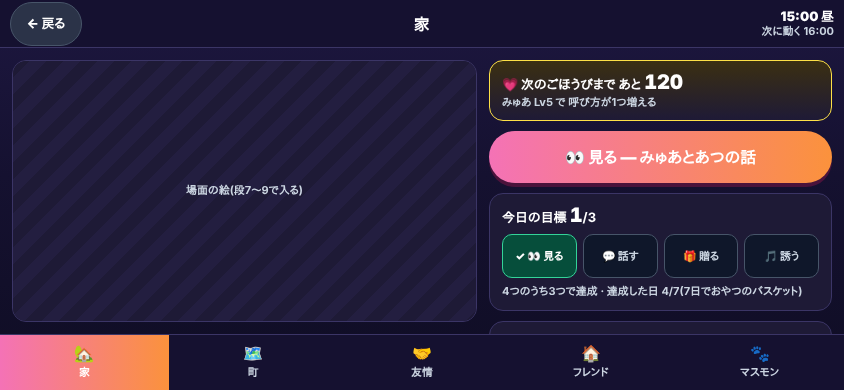 ← 戻る
家
15:00 昼
次に動く 16:00
場面の絵(段7〜9で入る)
次のごほうびまで あと 120
みゅあ Lv5 で 呼び方が1つ増える
見る — みゅあとあつの話
今日の目標 1/3
✓ 見る
話す
贈る
誘う
4つのうち3つで達成・達成した日 4/7(7日でおやつのバスケット)
家
町
友情
フレンド
マスモン